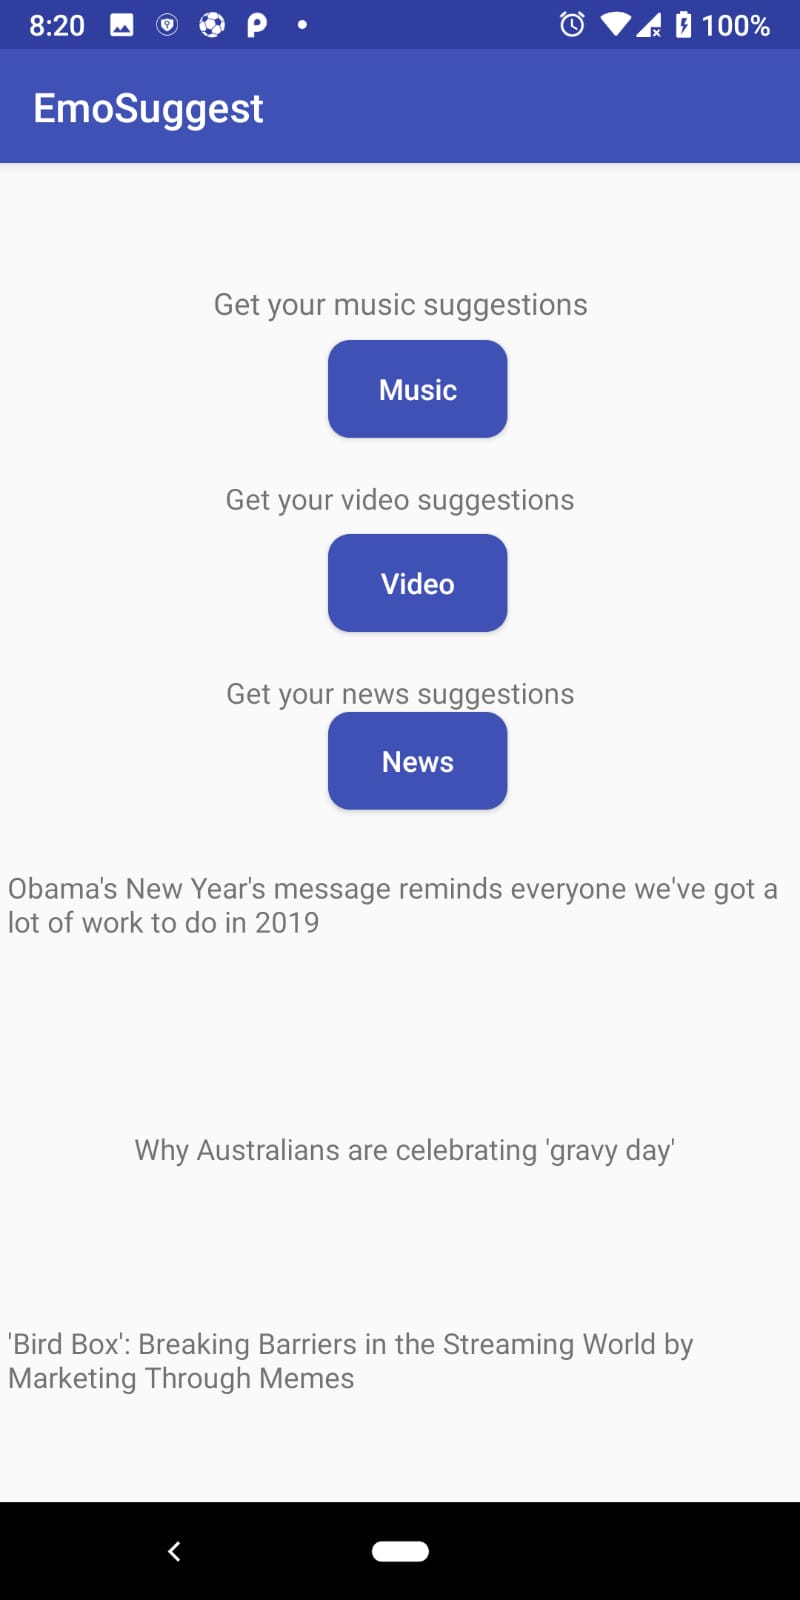 8:20 100%
EmoSuggest
Get your music suggestions
Music
Get your video suggestions
Video
Get your news suggestions
News
Obama's New Year's message reminds everyone we've got a
lot of work to do in 2019
Why Australians are celebrating 'gravy day'
'Bird Box': Breaking Barriers in the Streaming World by
Marketing Through Memes